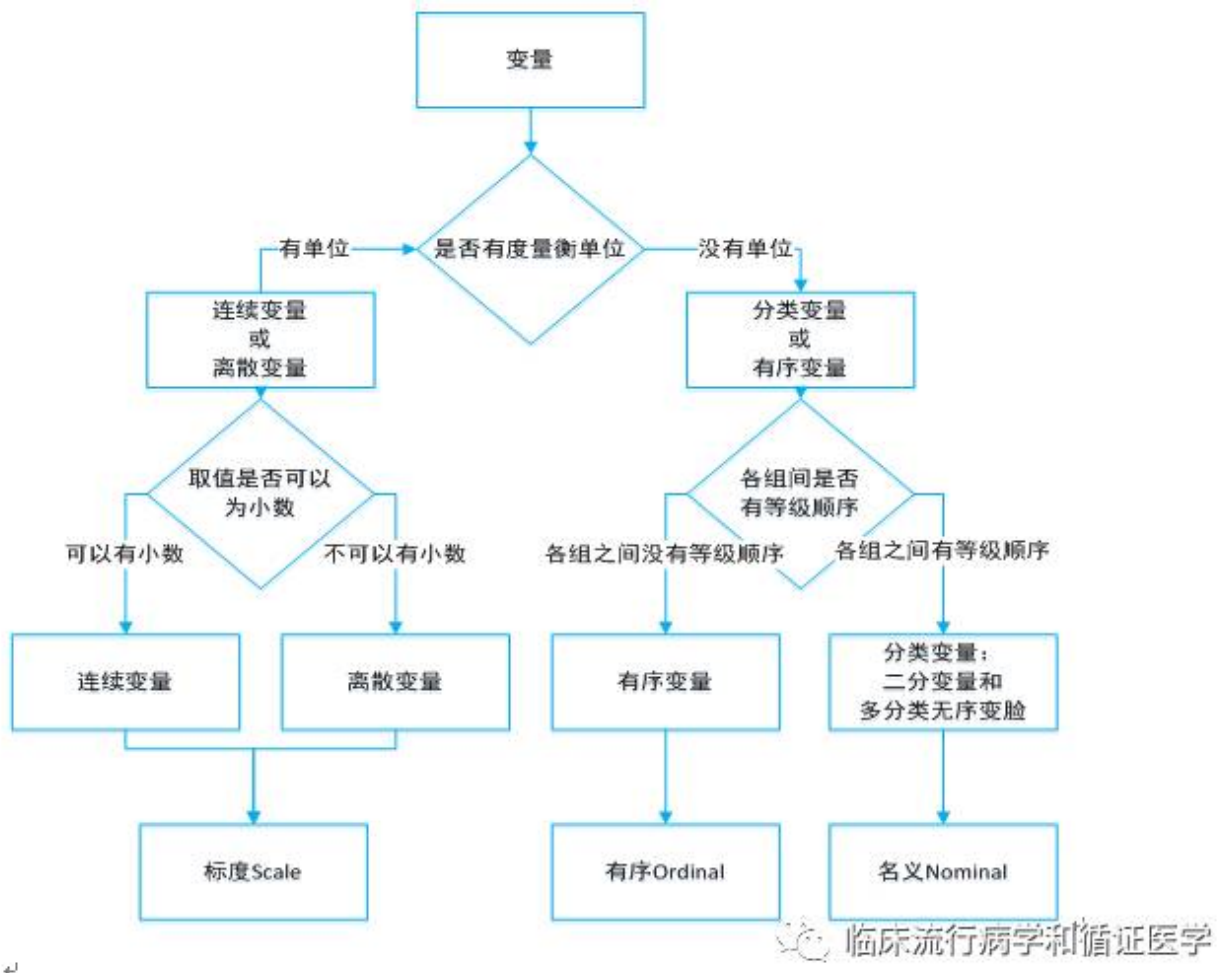 变量
有单位
是否有度量衡单位
没有单位
连续变量
或
离散变量
分类变量
或
有序变量
取值是否可以
为小数
各组间是否
有等级顺序
可以有小数
不可以有小数
各组之间没有等级顺序
各组之间有等级顺序
连续变量
离散变量
有序变量
分类变量：
二分变量和
多分类无序变脸
标度Scale
有序Ordinal
名义Nominal
临床流行病学和循证医学